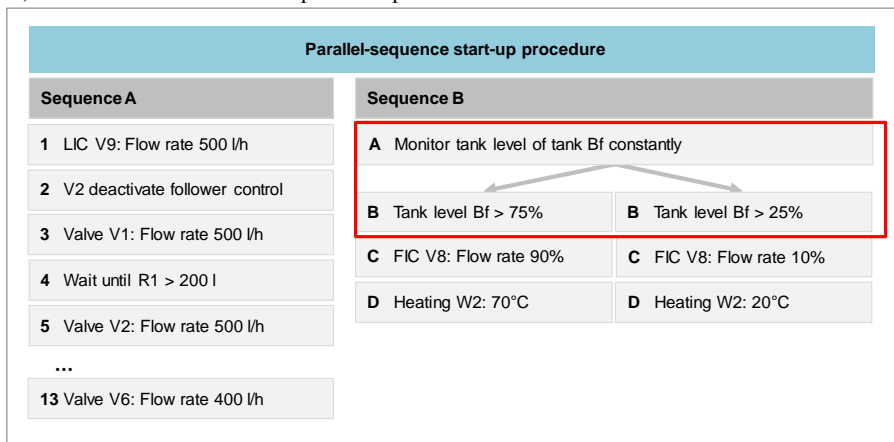 Parallel-sequence start-up procedure
Sequence A
1 LIC V9: Flow rate 500 l/h
2 V2 deactivate follower control
3 Valve V1: Flow rate 500 l/h
4 Wait until R1 > 200 l
5 Valve V2: Flow rate 500 l/h
...
13 Valve V6: Flow rate 400 l/h
Sequence B
A Monitor tank level of tank Bf constantly
B Tank level Bf > 75%
C FIC V8: Flow rate 90%
D Heating W2: 70°C
B Tank level Bf > 25%
C FIC V8: Flow rate 10%
D Heating W2: 20°C